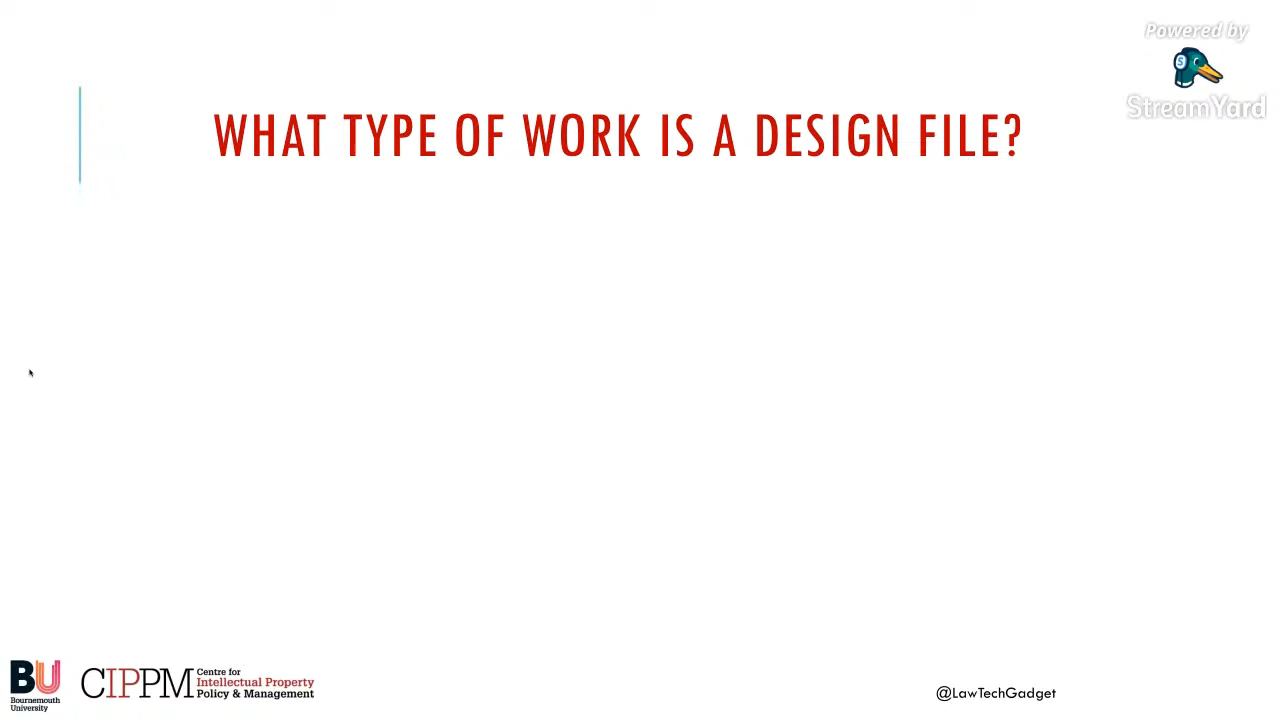 Powered by
StreamYard
WHAT TYPE OF WORK IS A DESIGN FILE?
BU
Bournemouth
University
CIPPM
Centre for
Intellectual Property
Policy & Management
@LawTechGadget